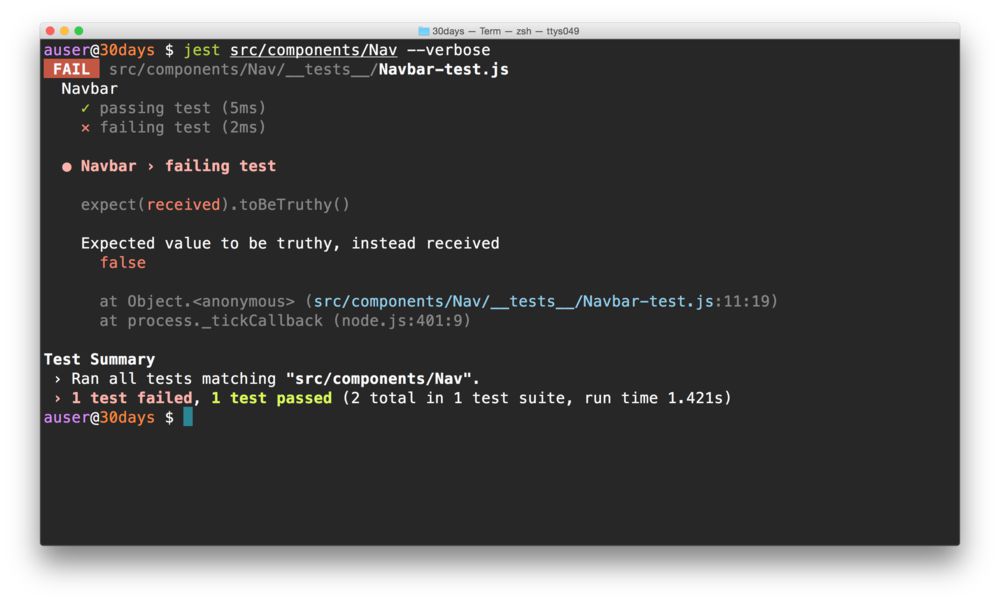 30days — Term — zsh — ttys049
auser@30days $ jest src/components/Nav --verbose
FAIL src/components/Nav/__tests__/Navbar-test.js
Navbar
✓ passing test (5ms)
✕ failing test (2ms)
● Navbar › failing test
expect(received).toBeTruthy()
Expected value to be truthy, instead received
false
at Object.<anonymous> (src/components/Nav/__tests__/Navbar-test.js:11:19)
at process._tickCallback (node.js:401:9)
Test Summary
› Ran all tests matching "src/components/Nav".
› 1 test failed, 1 test passed (2 total in 1 test suite, run time 1.421s)
auser@30days $